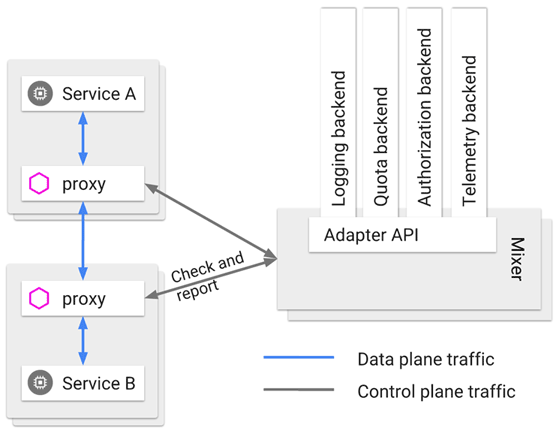 Service A
proxy
proxy
Service B
Check and
report
Logging backend
Quota backend
Authorization backend
Telemetry backend
Adapter API
Mixer
Data plane traffic
Control plane traffic